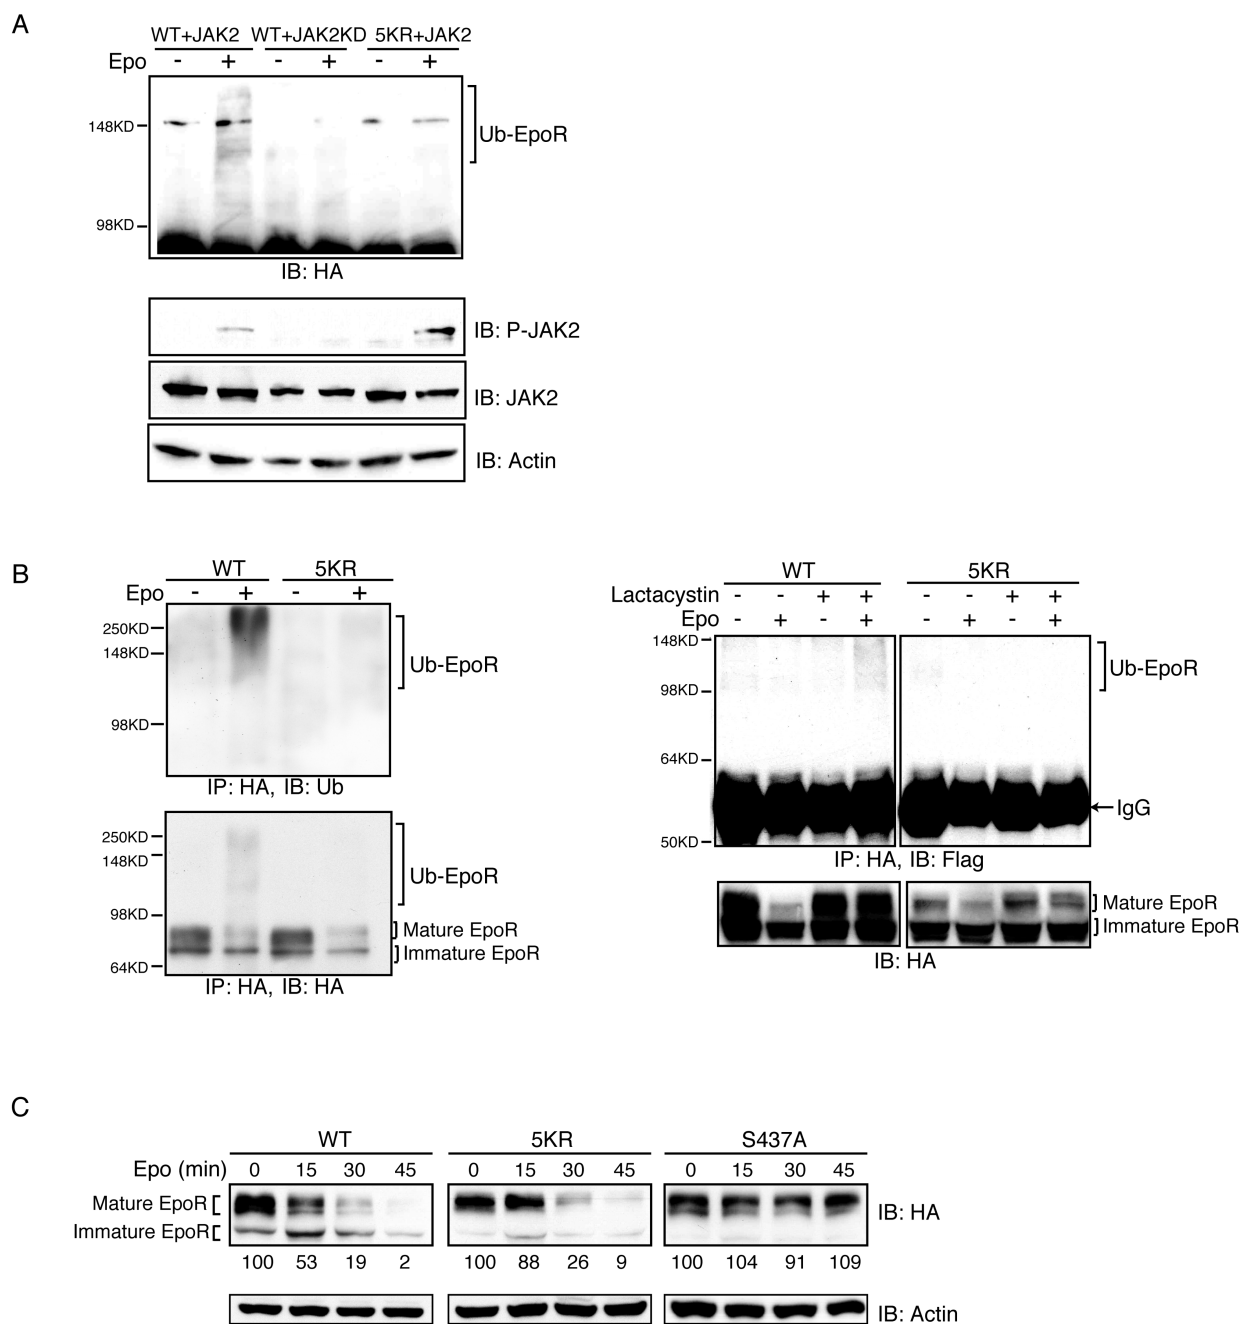 A
WT+JAK2 WT+JAK2KD 5KR+JAK2
Epo - + - + - +
148KD
Ub-EpoR
98KD
IB: HA
IB: P-JAK2
IB: JAK2
IB: Actin
B
WT 5KR
Epo - + - +
250KD
148KD
Ub-EpoR
98KD
IP: HA, IB: Ub
250KD
148KD
Ub-EpoR
98KD
Mature EpoR
Immature EpoR
64KD
IP: HA, IB: HA
WT 5KR
Lactacystin - - + + - - + +
Epo - + - + - + - +
148KD
Ub-EpoR
98KD
64KD
IgG
50KD
IP: HA, IB: Flag
Mature EpoR
Immature EpoR
IB: HA
C
WT 5KR S437A
Epo (min) 0 15 30 45 0 15 30 45 0 15 30 45
Mature EpoR
IB: HA
Immature EpoR
100 53 19 2 100 88 26 9 100 104 91 109
IB: Actin